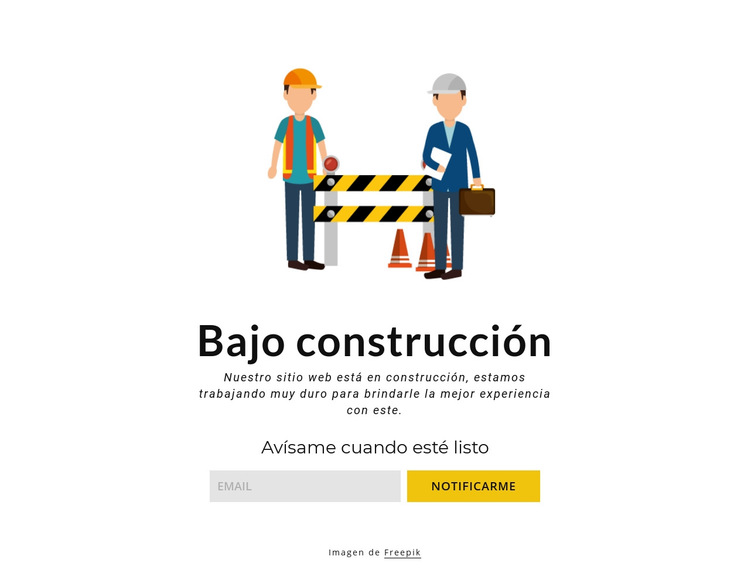 Bajo construcción
Nuestro sitio web está en construcción, estamos
trabajando muy duro para brindarle la mejor experiencia
con este.
Avísame cuando esté listo
EMAIL NOTIFICARME
Imagen de Freepik